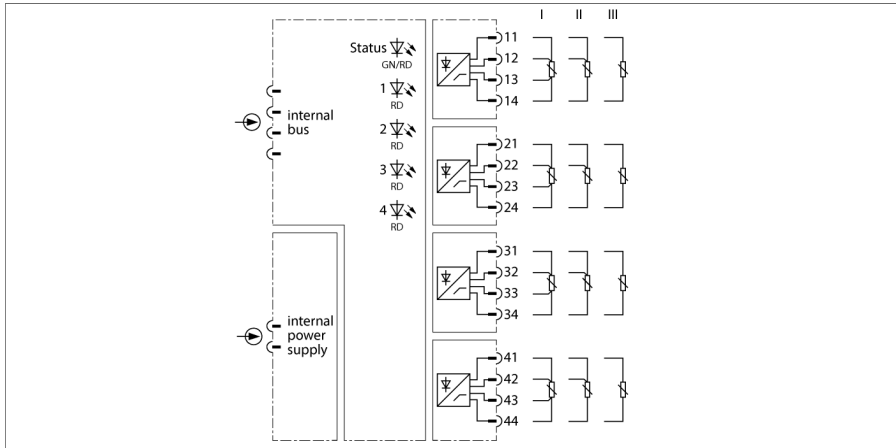 I II III
Status
GN/RD
1
RD
2
RD
3
RD
4
RD
internal
bus
internal
power
supply
11
12
13
14
21
22
23
24
31
32
33
34
41
42
43
44